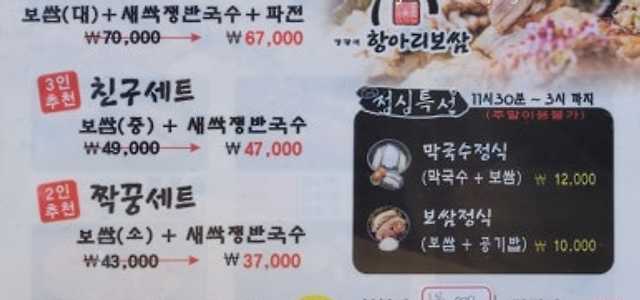 보쌈(대)+새싹쟁반국수+파전
₩70,000 → ₩67,000
3인
추천
친구세트
보쌈(중) + 새싹쟁반국수
₩49,000 → ₩47,000
2인
추천
짝꿍세트
보쌈(소) + 새싹쟁반국수
₩43,000 → ₩37,000
항아리보쌈
점심특선
11시30분 ~ 3시 까지
(주말이용불가)
막국수정식
(막국수 + 보쌈) ₩ 12,000
보쌈정식
(보쌈 + 공기밥) ₩ 10,000